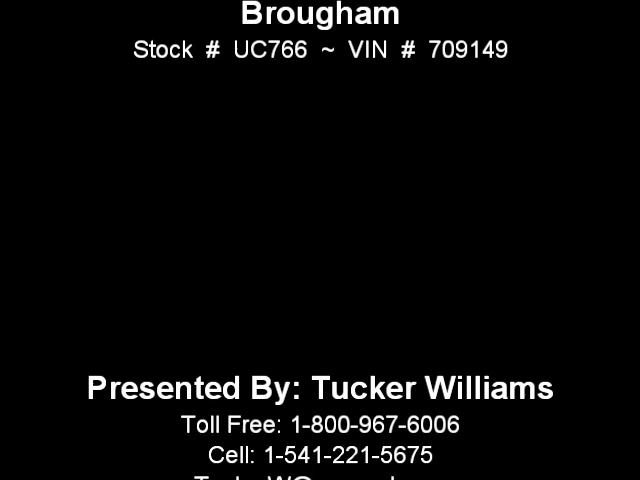 Brougham
Stock # UC766 ~ VIN # 709149
Presented By: Tucker Williams
Toll Free: 1-800-967-6006
Cell: 1-541-221-5675